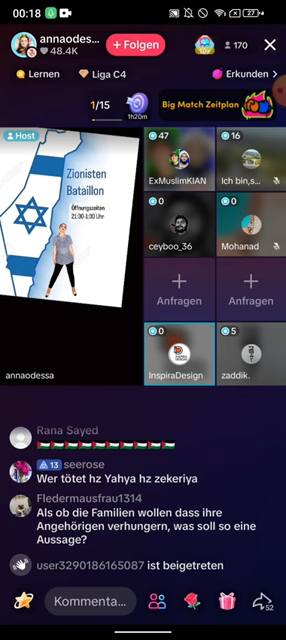 00:18
27
annaodes...
48.4K
+ Folgen
170
Lernen
Liga C4
Erkunden >
1/15
1h20m
Big Match Zeitplan
Host
47
16
Zionisten
Bataillon
Öffnungszeiten
21:30-1:30 Uhr
ExMuslimKIAN
Ich bin,s...
0
0
ceyboo_36
Mohanad
Anfragen
Anfragen
0
5
annaodessa
InspiraDesign
zaddik.
Rana Sayed
🇵🇸🇵🇸🇵🇸🇵🇸🇵🇸🇵🇸🇵🇸🇵🇸🇵🇸🇵🇸
13 seerose
Wer tötet hz Yahya hz zekeriya
Fledermausfrau1314
Als ob die Familien wollen dass ihre
Angehörigen verhungern, was soll so eine
Aussage?
user3290186165087 ist beigetreten
Kommenta...
52